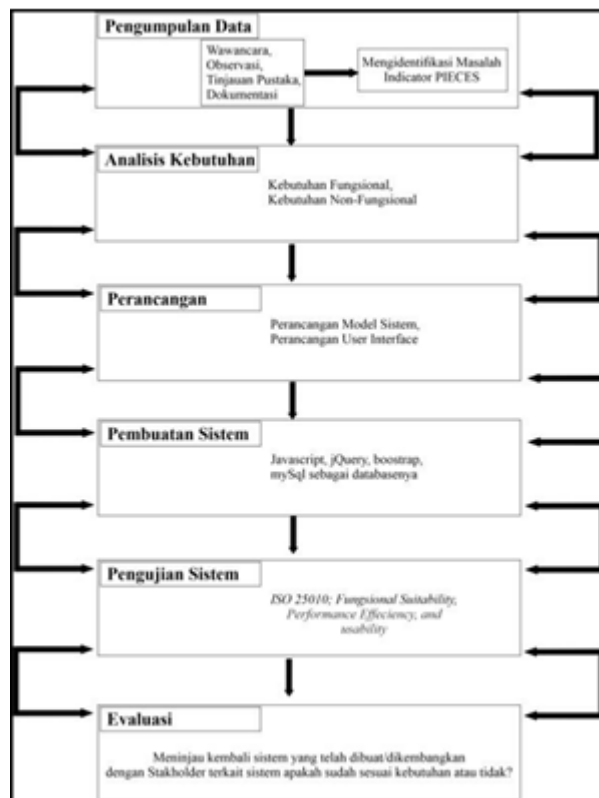 Pengumpulan Data
Wawancara,
Observasi,
Tinjauan Pustaka,
Dokumentasi
Mengidentifikasi Masalah
Indicator PIECES
Analisis Kebutuhan
Kebutuhan Fungsional,
Kebutuhan Non-Fungsional
Perancangan
Perancangan Model Sistem,
Perancangan User Interface
Pembuatan Sistem
Javascript, jQuery, boostrap,
mySql sebagai databasenya
Pengujian Sistem
ISO 25010; Fungsional Suitability,
Performance Effeciency, and
usability
Evaluasi
Meninjau kembali sistem yang telah dibuat/dikembangkan
dengan Stakholder terkait sistem apakah sudah sesuai kebutuhan atau tidak?